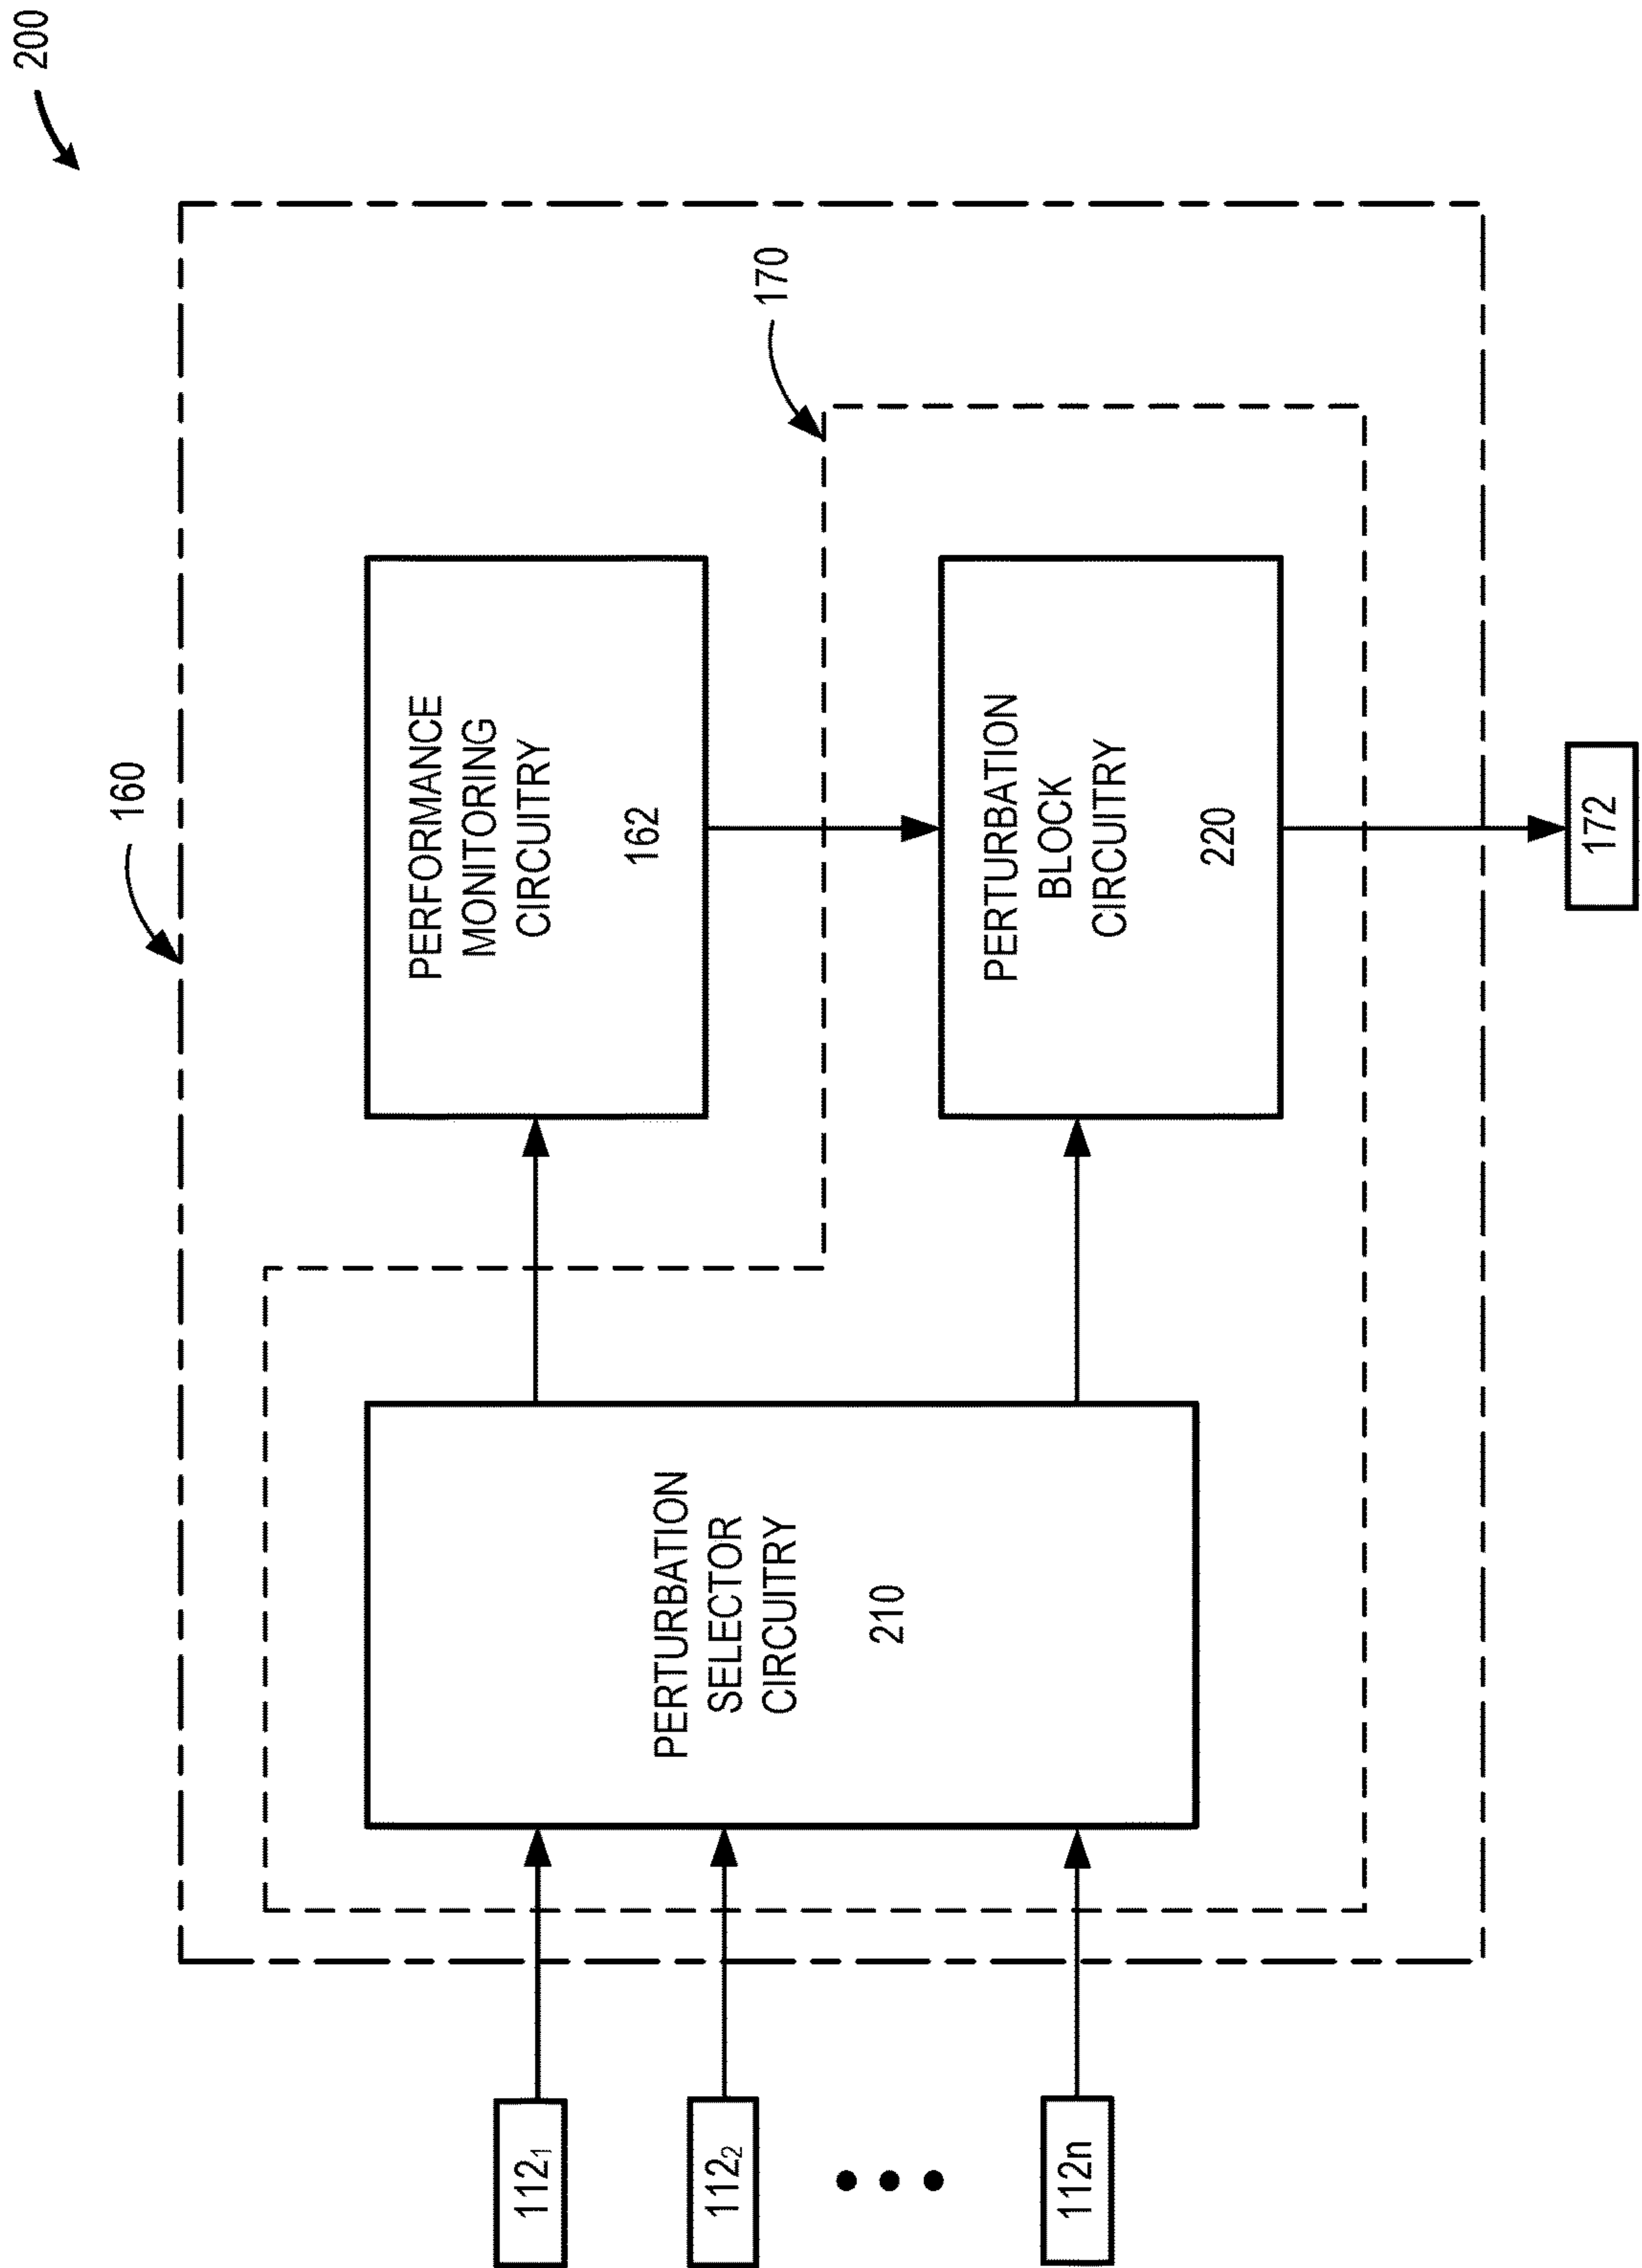 200
160
170
PERFORMANCE
MONITORING
CIRCUITRY
162
PERTURBATION
SELECTOR
CIRCUITRY
210
PERTURBATION
BLOCK
CIRCUITRY
220
112₁
112₂
112n
172